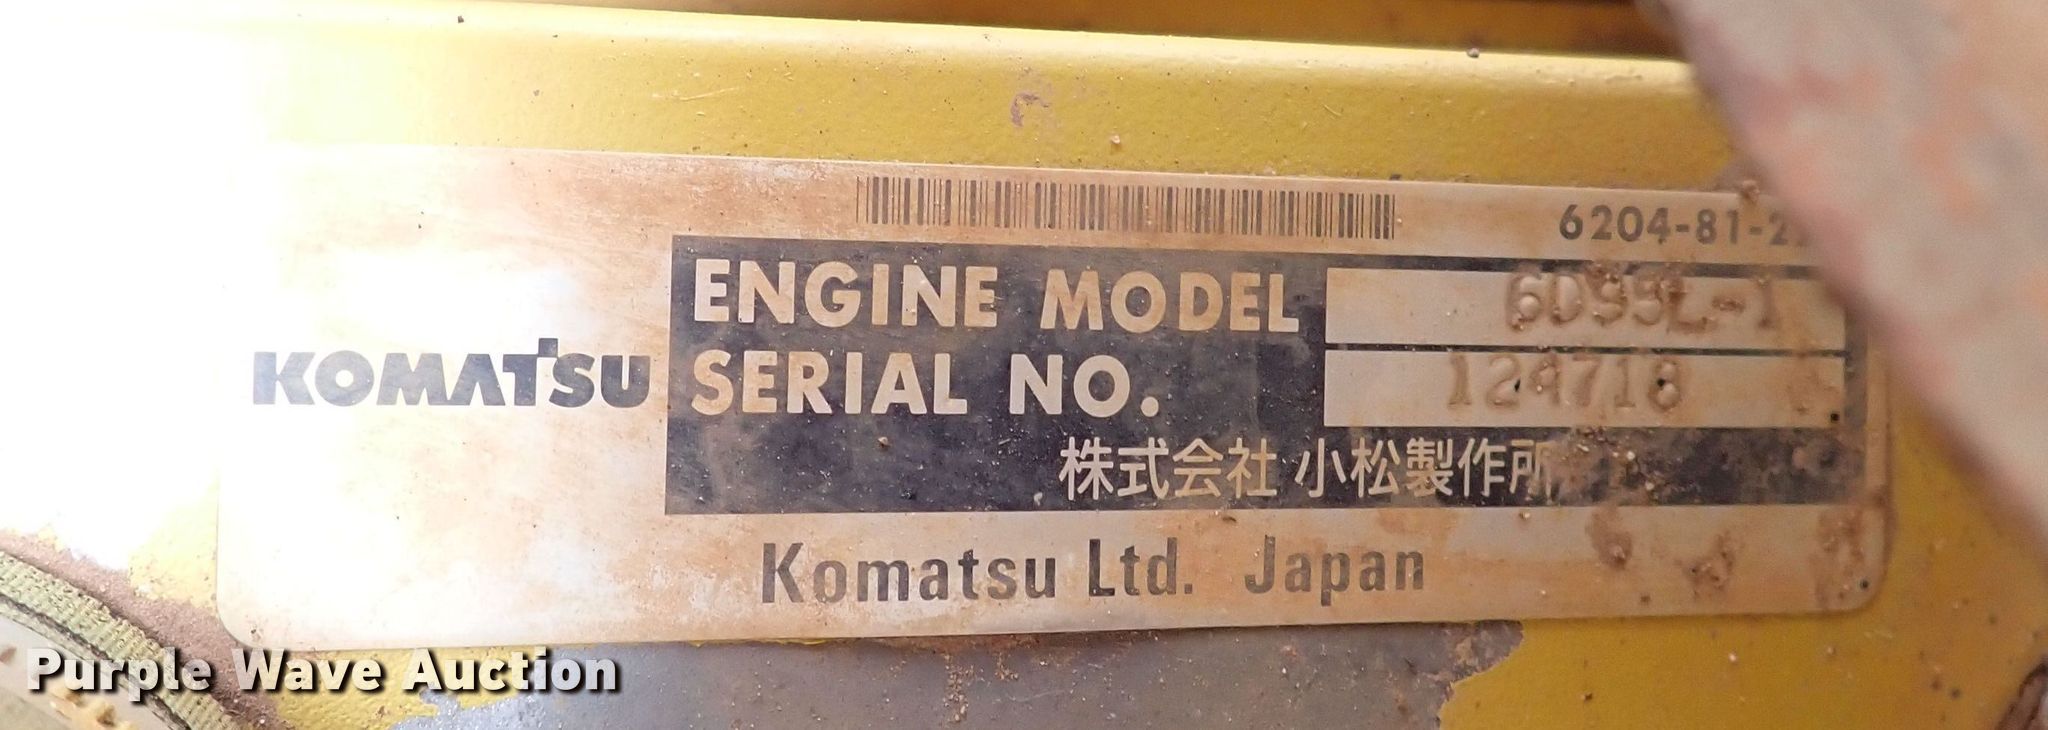 6204-81-2
ENGINE MODEL 6D95L-1
KOMATSU
SERIAL NO. 124718
株式会社 小松製作所
Komatsu Ltd. Japan
Purple Wave Auction